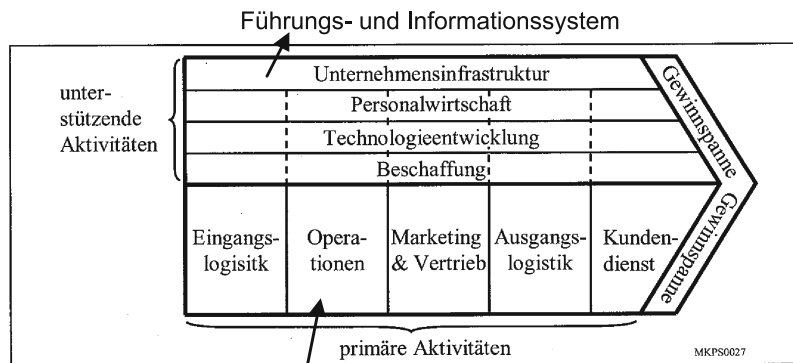 Führungs- und Informationssystem
Unternehmensinfrastruktur
unter-
stützende
Aktivitäten
Personalwirtschaft
Technologieentwicklung
Beschaffung
Gewinnspanne
Gewinnspanne
Eingangs-
logisitk
Opera-
tionen
Marketing
& Vertrieb
Ausgangs-
logistik
Kunden-
dienst
primäre Aktivitäten
MKPS0027